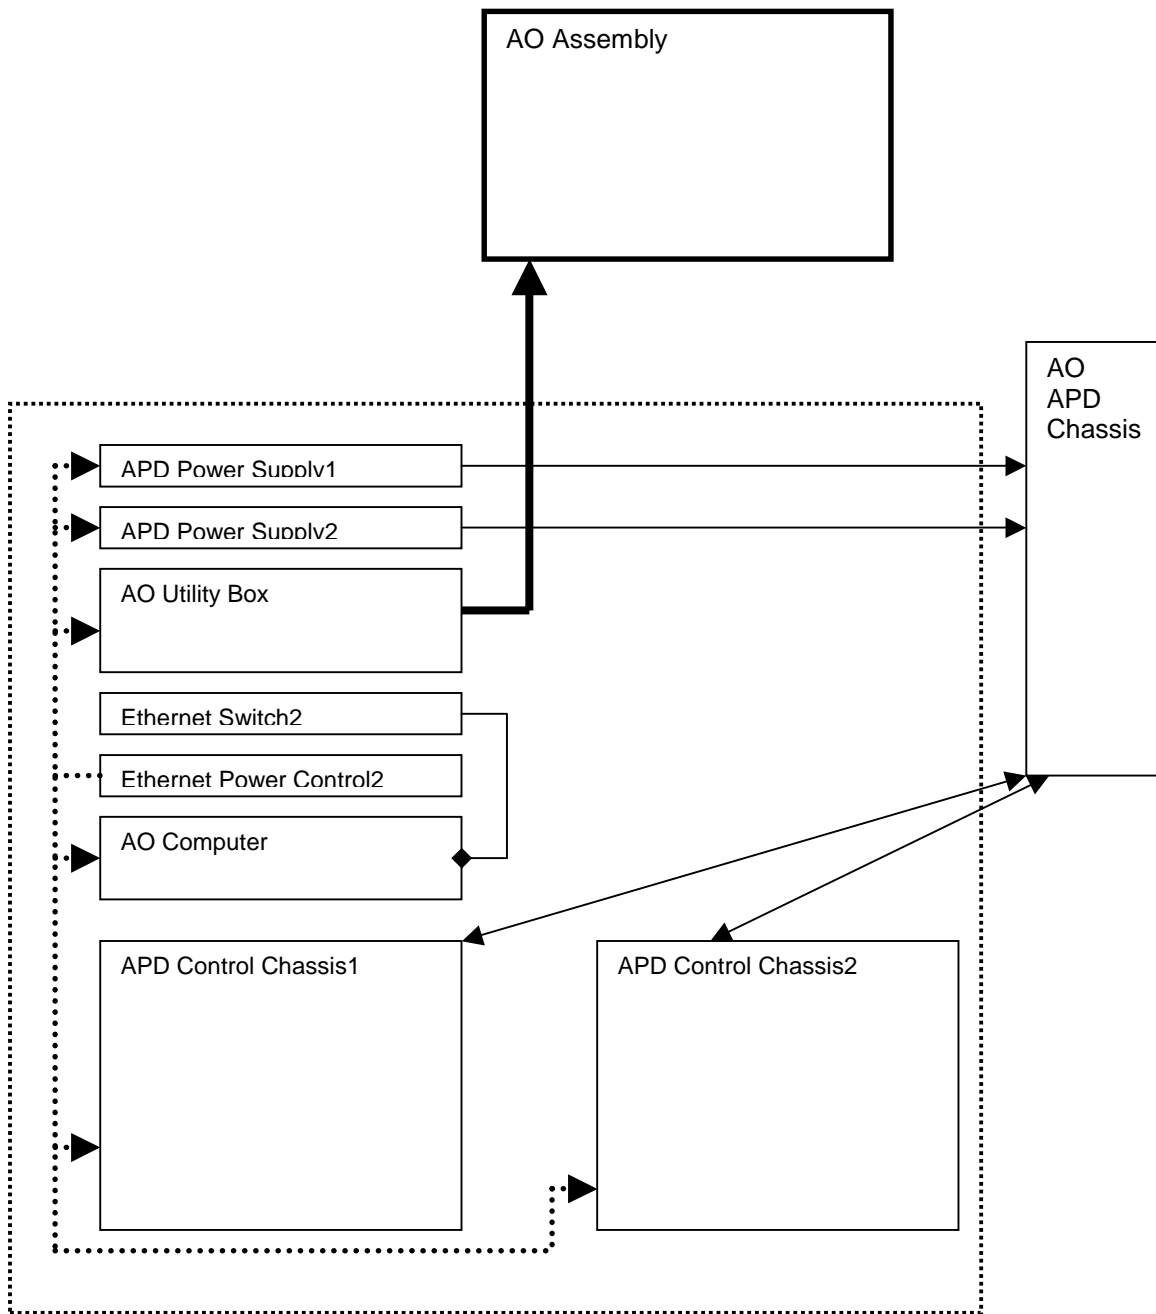 AO Assembly
AO
APD
Chassis
APD Power Supply1
APD Power Supply2
AO Utility Box
Ethernet Switch2
Ethernet Power Control2
AO Computer
APD Control Chassis1
APD Control Chassis2